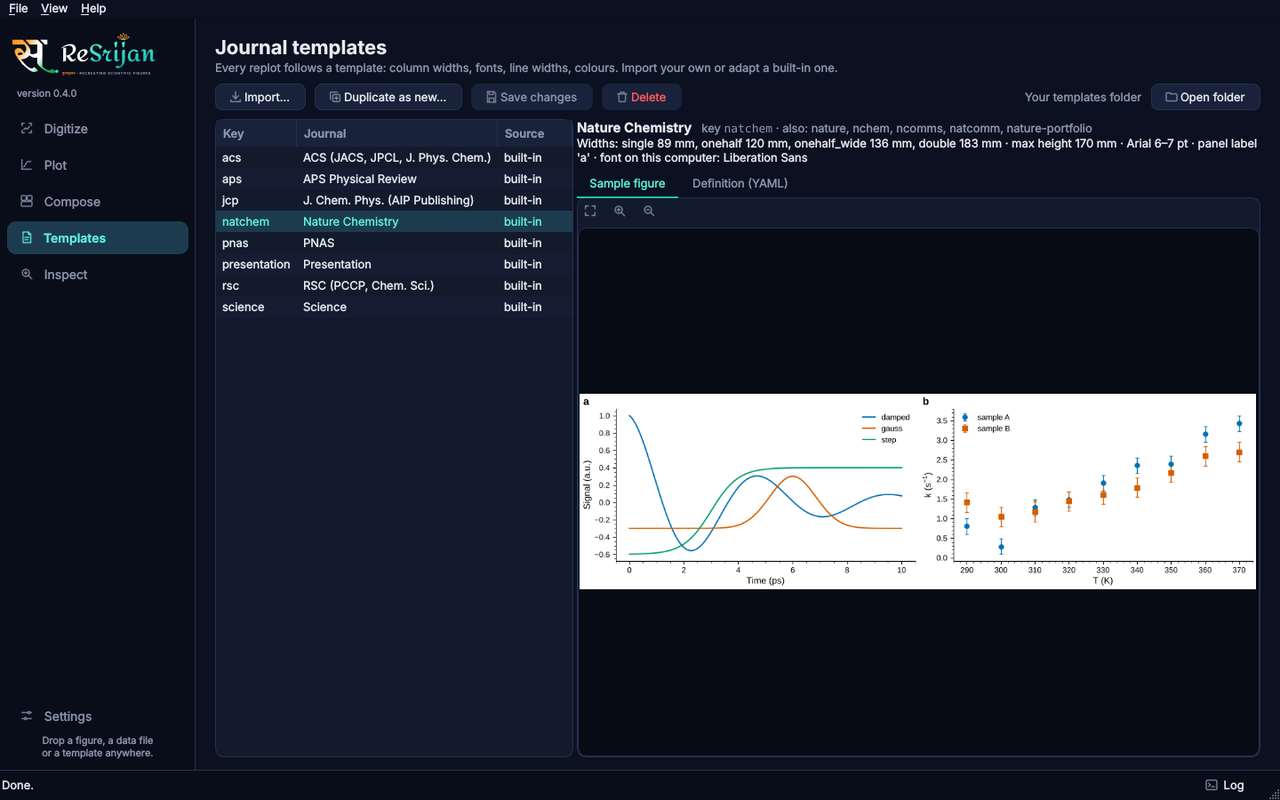 File View Help
स ReSrijan
version 0.4.0
Digitize
Plot
Compose
Templates
Inspect
Settings
Drop a figure, a data file
or a template anywhere.
Journal templates
Every replot follows a template: column widths, fonts, line widths, colours. Import your own or adapt a built-in one.
Import... Duplicate as new... Save changes Delete Your templates folder Open folder
Key Journal Source
acs ACS (JACS, JPCL, J. Phys. Chem.) built-in
aps APS Physical Review built-in
jcp J. Chem. Phys. (AIP Publishing) built-in
natchem Nature Chemistry built-in
pnas PNAS built-in
presentation Presentation built-in
rsc RSC (PCCP, Chem. Sci.) built-in
science Science built-in
Nature Chemistry key natchem · also: nature, nchem, ncomms, natcomm, nature-portfolio
Widths: single 89 mm, onehalf 120 mm, onehalf_wide 136 mm, double 183 mm · max height 170 mm · Arial 6–7 pt · panel label
'a' · font on this computer: Liberation Sans
Sample figure Definition (YAML)
a
damped
gauss
step
Signal (a.u.)
1.0
0.8
0.6
0.4
0.2
0.0
−0.2
−0.4
−0.6
0 2 4 6 8 10
Time (ps)
b
sample A
sample B
k (s⁻¹)
3.5
3.0
2.5
2.0
1.5
1.0
0.5
0.0
290 300 310 320 330 340 350 360 370
T (K)
Done.
Log